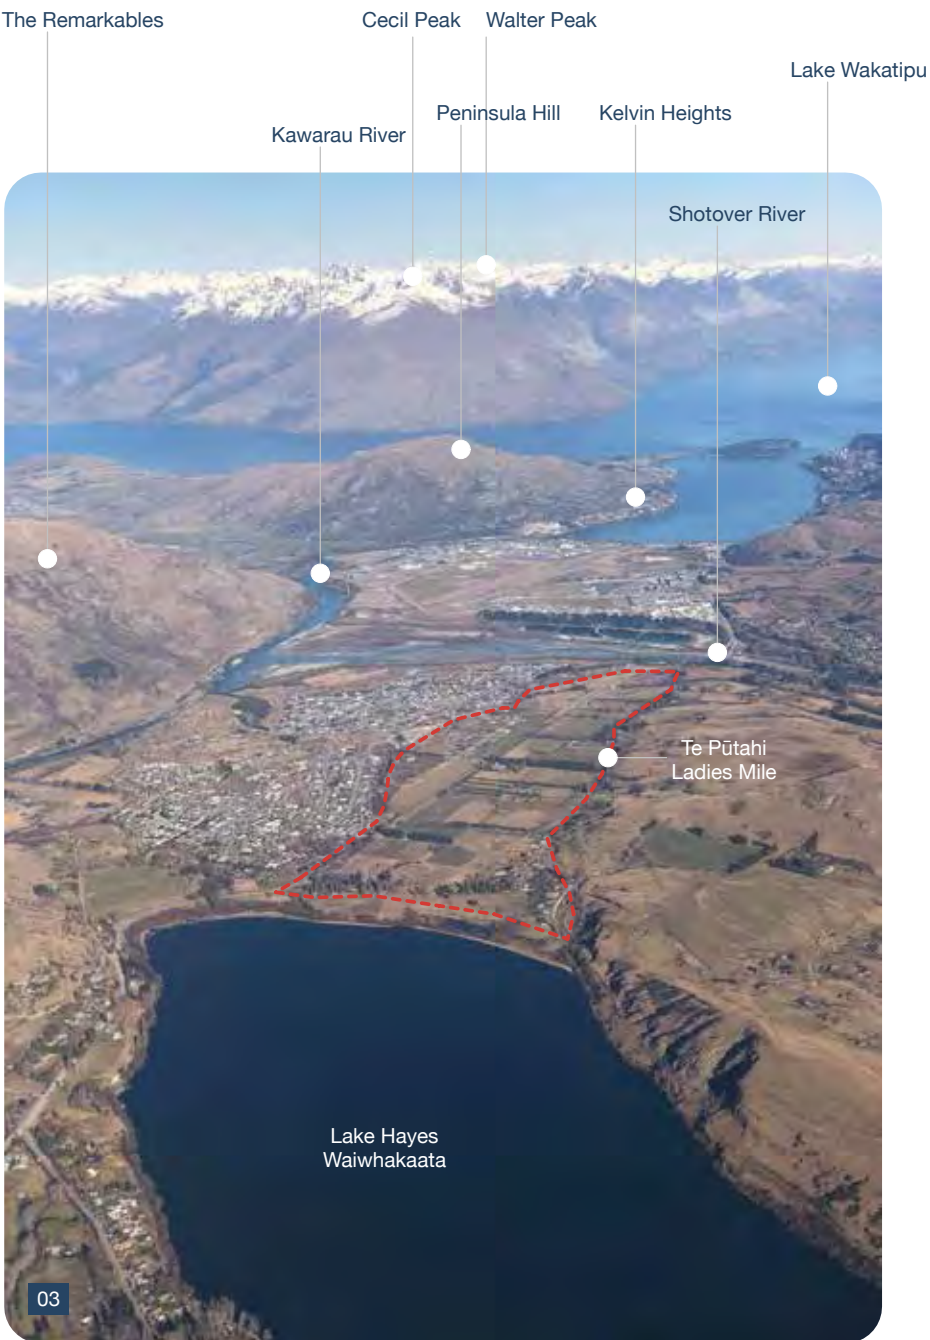 The Remarkables
Cecil Peak
Walter Peak
Lake Wakatipu
Peninsula Hill
Kelvin Heights
Kawarau River
Shotover River
Te Pūtahi
Ladies Mile
Lake Hayes
Waiwhakaata
03